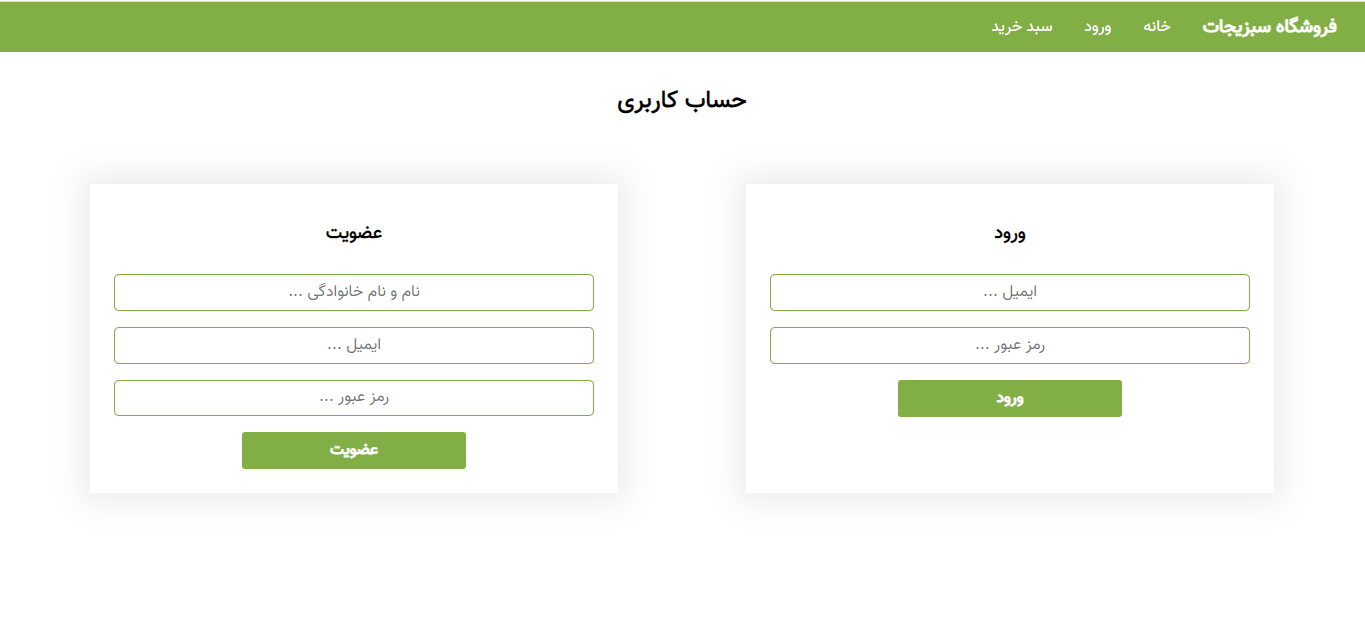 فروشگاه سبزیجات خانه ورود سبد خرید
حساب کاربری
ورود
ایمیل ...
رمز عبور ...
ورود
عضویت
نام و نام خانوادگی ...
ایمیل ...
رمز عبور ...
عضویت